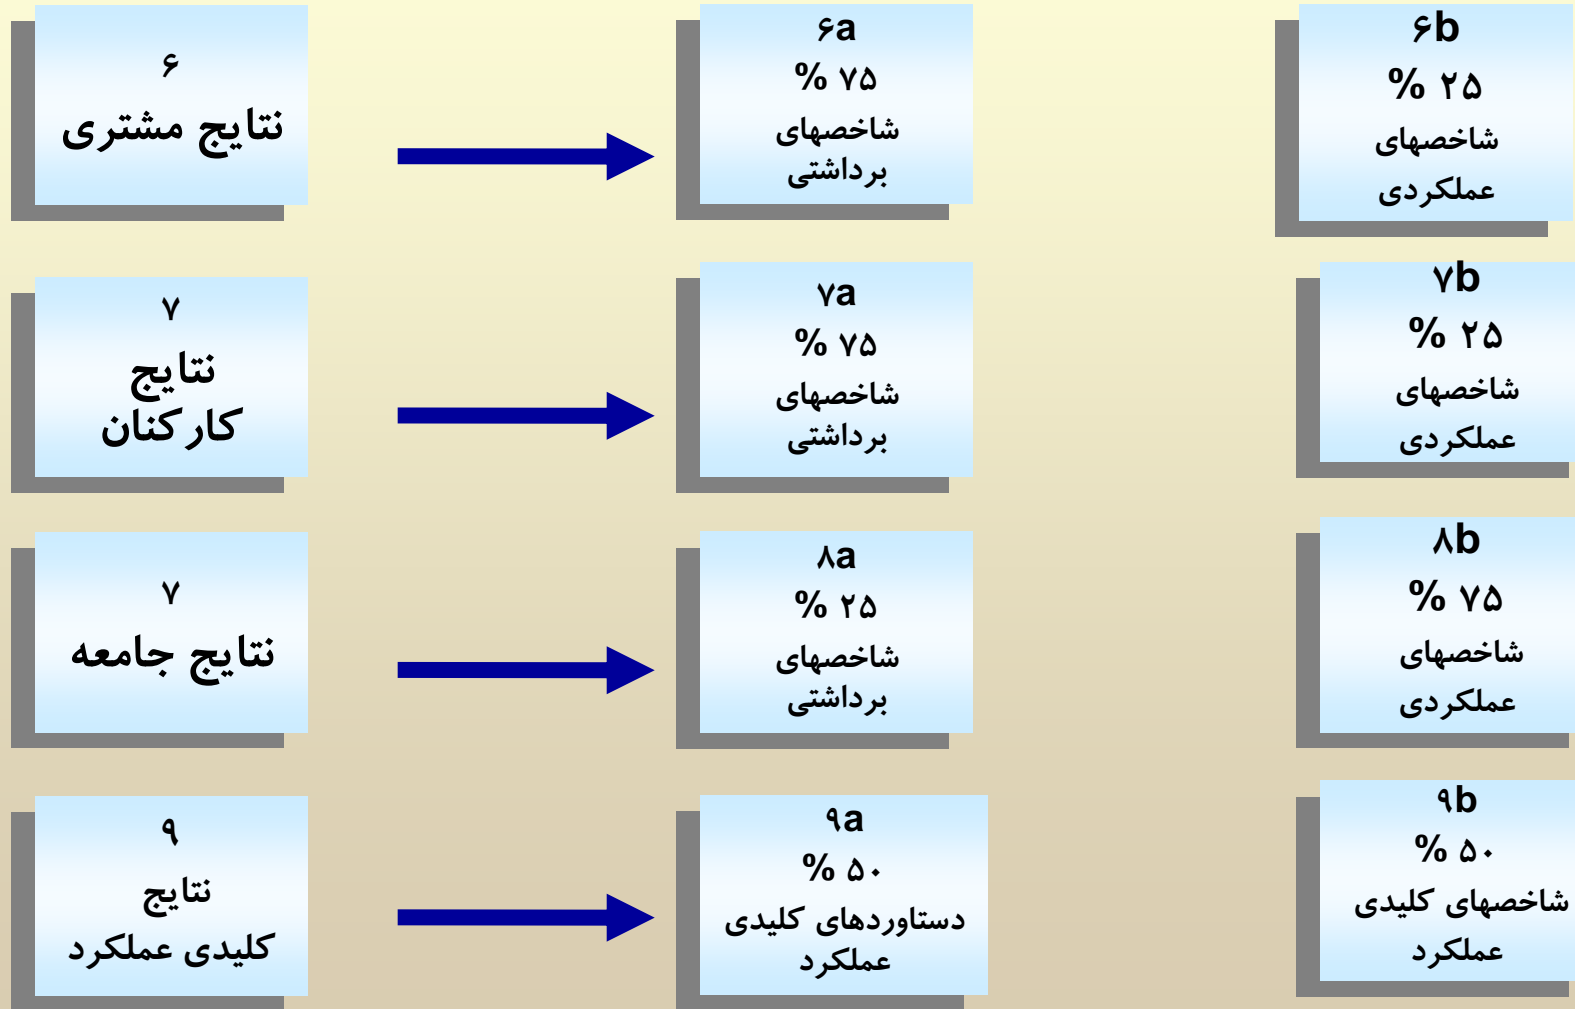 ۶
نتایج مشتری
۶a
% ۷۵
شاخصهای
برداشتی
۶b
% ۲۵
شاخصهای
عملکردی
۷
نتایج
کارکنان
۷a
% ۷۵
شاخصهای
برداشتی
۷b
% ۲۵
شاخصهای
عملکردی
۷
نتایج جامعه
۸a
% ۲۵
شاخصهای
برداشتی
۸b
% ۷۵
شاخصهای
عملکردی
۹
نتایج
کلیدی عملکرد
۹a
% ۵۰
دستاوردهای کلیدی
عملکرد
۹b
% ۵۰
شاخصهای کلیدی
عملکرد